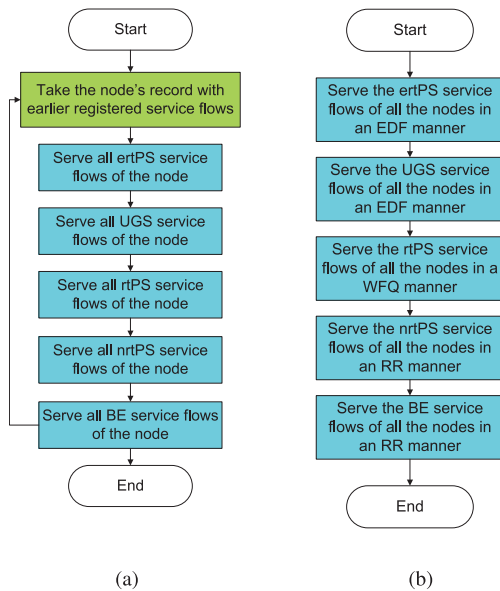 Start
Take the node's record with
earlier registered service flows
Serve all ertPS service
flows of the node
Serve all UGS service
flows of the node
Serve all rtPS service
flows of the node
Serve all nrtPS service
flows of the node
Serve all BE service flows
of the node
End
(a)
Start
Serve the ertPS service
flows of all the nodes in
an EDF manner
Serve the UGS service
flows of all the nodes in
an EDF manner
Serve the rtPS service
flows of all the nodes in a
WFQ manner
Serve the nrtPS service
flows of all the nodes in
an RR manner
Serve the BE service
flows of all the nodes in
an RR manner
End
(b)